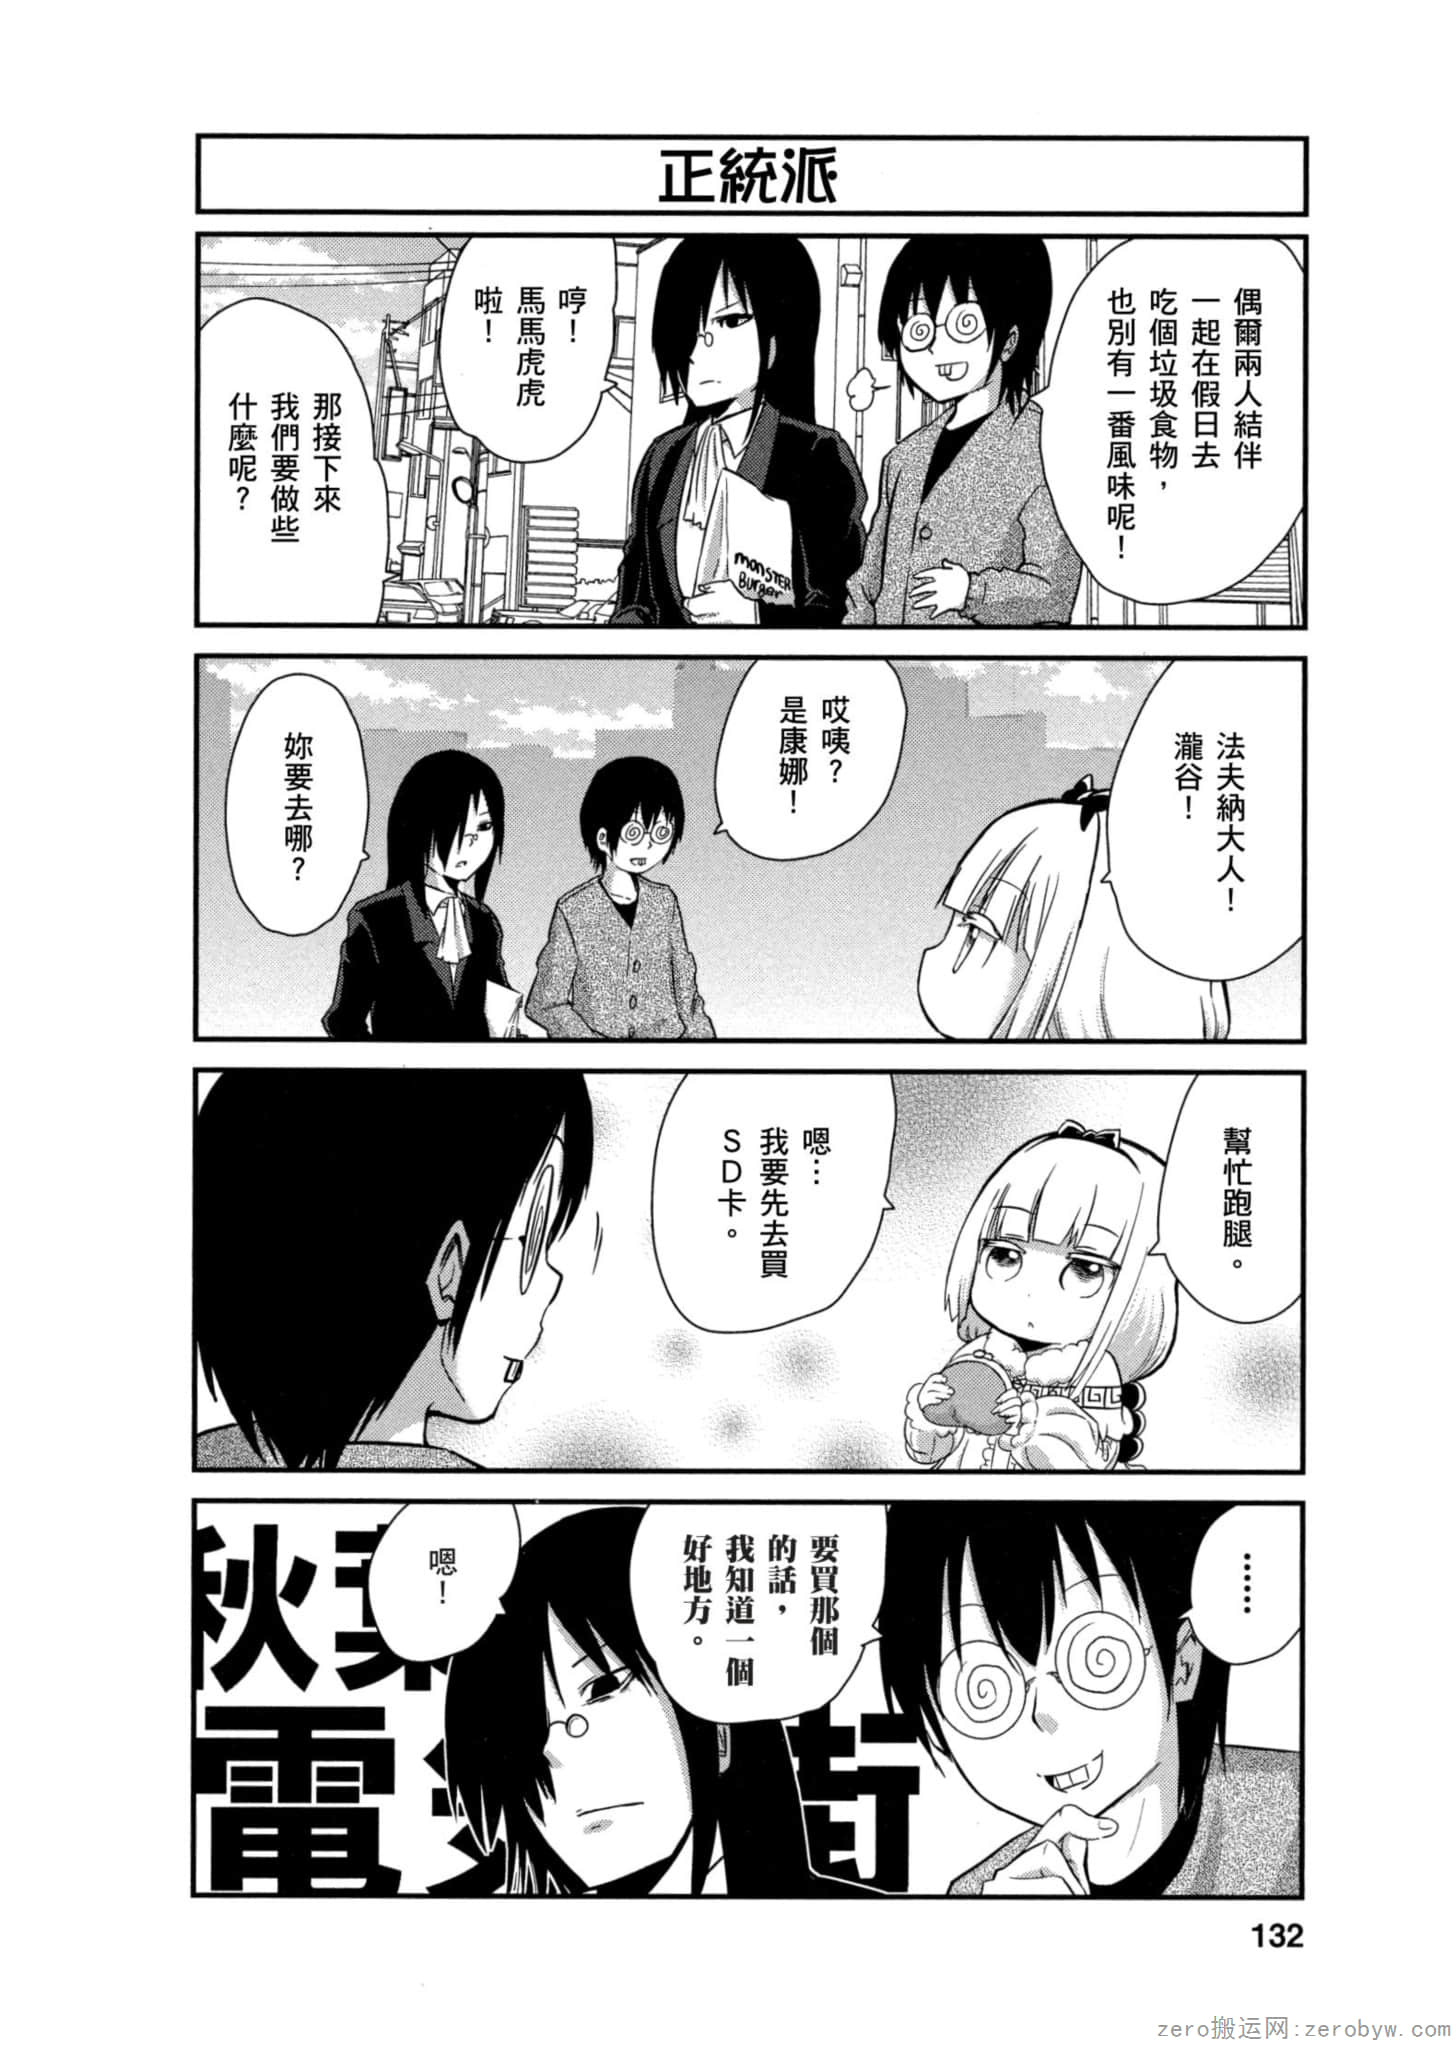 正統派
偶爾兩人結伴
一起在假日去
吃個垃圾食物，
也別有一番風味呢！
哼！
馬馬虎虎
啦！
那接下來
我們要做些
什麼呢？
monster
Burger
法夫納大人！
瀧谷！
哎咦？
是康娜！
妳要去哪？
幫忙跑腿。
嗯…
我要先去買
SD卡。
……
要買那個
的話，
我知道一個
好地方。
嗯！
秋葉
電 街
132
zero搬运网:zerobyw.com